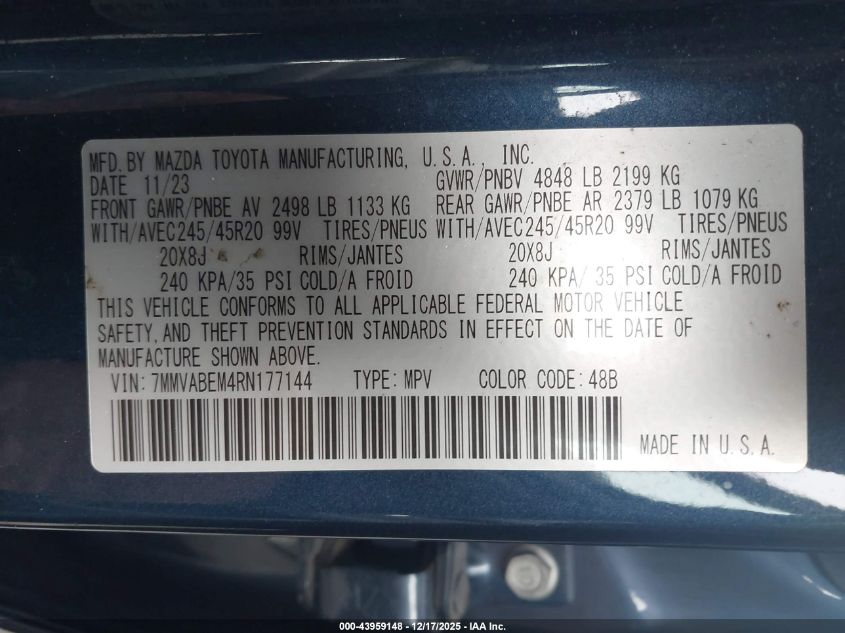 MFD. BY MAZDA TOYOTA MANUFACTURING, U.S.A., INC.
DATE 11/23 GVWR/PNBV 4848 LB 2199 KG
FRONT GAWR/PNBE AV 2498 LB 1133 KG REAR GAWR/PNBE AR 2379 LB 1079 KG
WITH/AVEC245/45R20 99V TIRES/PNEUS WITH/AVEC245/45R20 99V TIRES/PNEUS
20X8J RIMS/JANTES 20X8J RIMS/JANTES
240 KPA/35 PSI COLD/A FROID 240 KPA/ 35 PSI COLD/A FROID
THIS VEHICLE CONFORMS TO ALL APPLICABLE FEDERAL MOTOR VEHICLE
SAFETY, AND THEFT PREVENTION STANDARDS IN EFFECT ON THE DATE OF
MANUFACTURE SHOWN ABOVE.
VIN: 7MMVABEM4RN177144 TYPE: MPV COLOR CODE: 48B
MADE IN U.S.A.
000-43959148 - 12/17/2025 - IAA Inc.